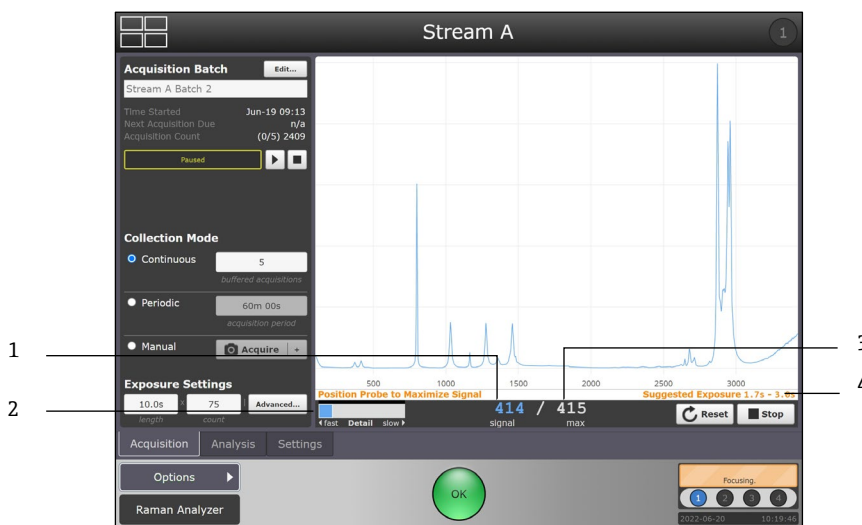 Stream A
1
Acquisition Batch
Edit...
Stream A Batch 2
Time Started Jun-19 09:13
Next Acquisition Due n/a
Acquisition Count (0/5) 2409
Paused
Collection Mode
Continuous 5
buffered acquisitions
Periodic 60m 00s
acquisition period
Manual Acquire +
Exposure Settings
10.0s x 75 Advanced...
length count
500 1000 1500 2000 2500 3000
Position Probe to Maximize Signal Suggested Exposure 1.7s - 3.0s
414 / 415
signal max
fast Detail slow
Reset Stop
Acquisition Analysis Settings
Options
Raman Analyzer
OK
Focusing.
1 2 3 4
2022-06-20 10:19:46
1
2
3
4